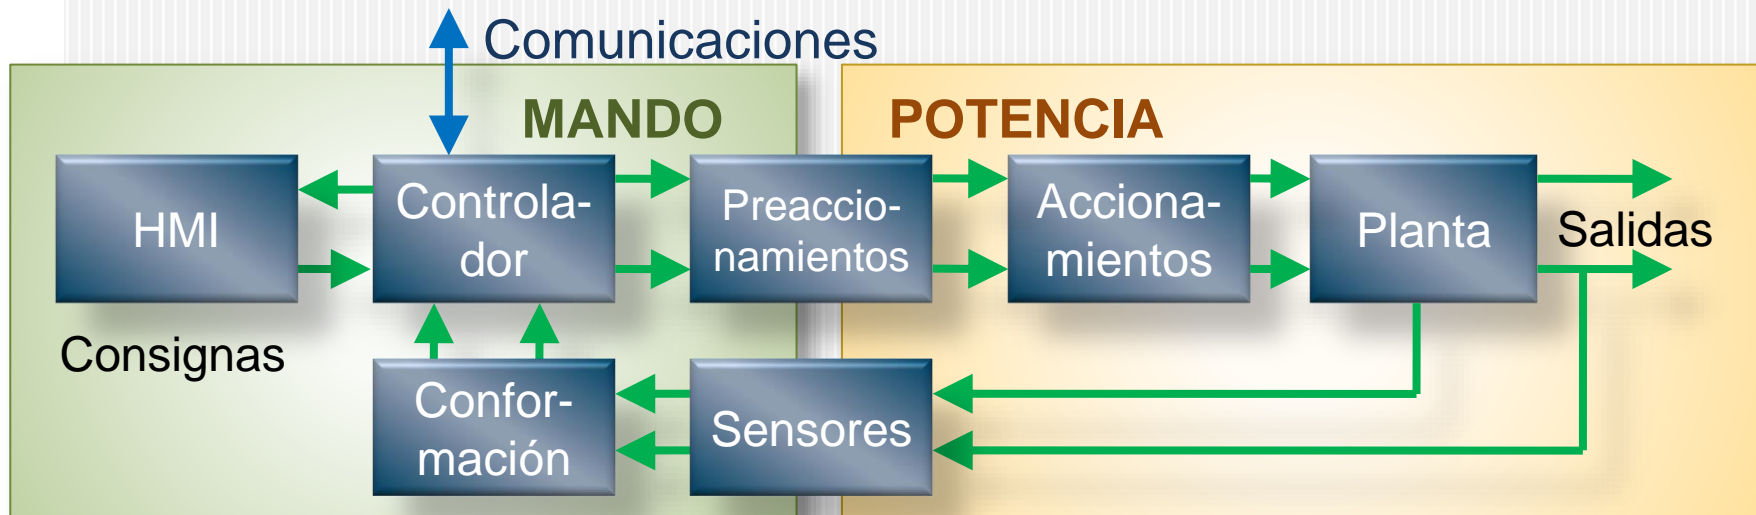 Comunicaciones
MANDO
POTENCIA
HMI
Controla-
dor
Preaccio-
namientos
Acciona-
mientos
Planta
Salidas
Consignas
Confor-
mación
Sensores